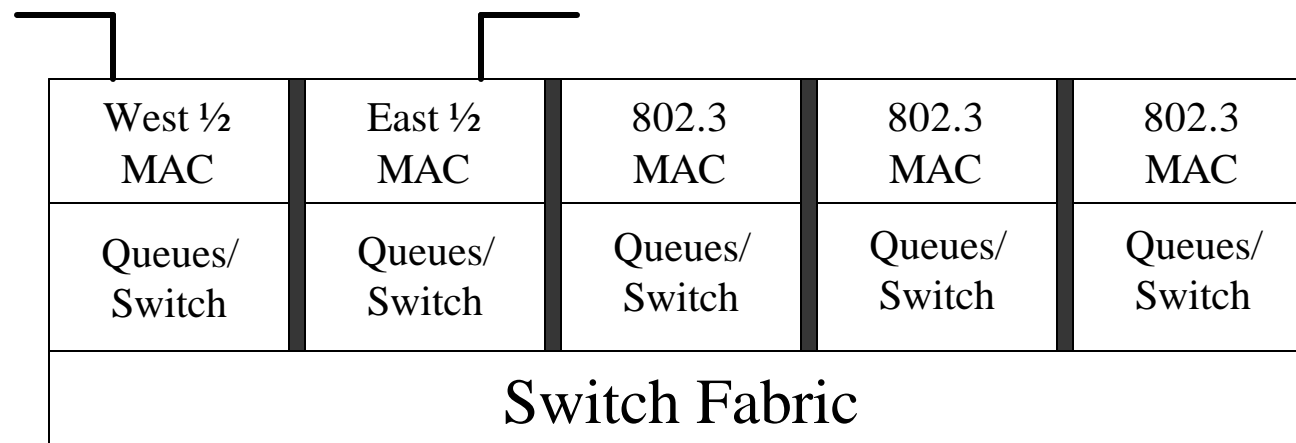 West ½
MAC
East ½
MAC
802.3
MAC
802.3
MAC
802.3
MAC
Queues/
Switch
Queues/
Switch
Queues/
Switch
Queues/
Switch
Queues/
Switch
Switch Fabric